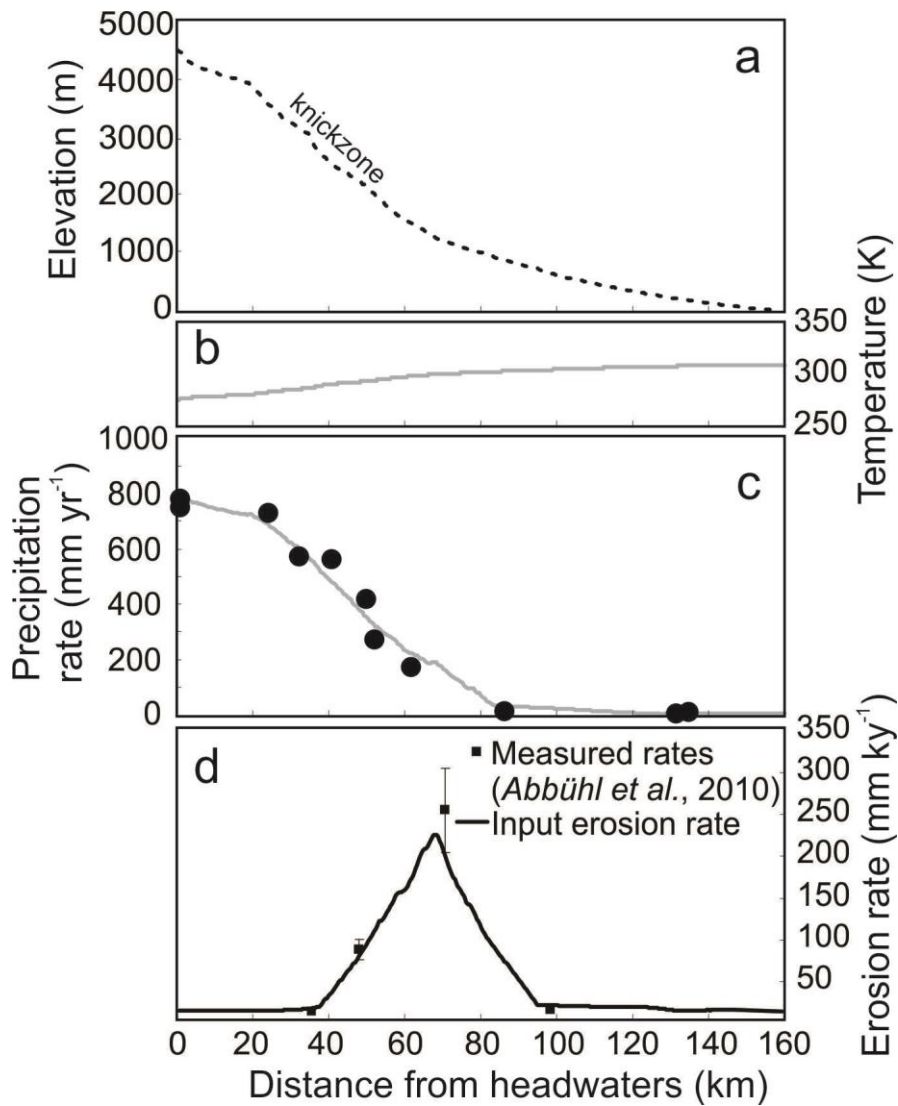 5000
4000
3000
2000
1000
0
Elevation (m)
a
knickzone
b
350
300
250
Temperature (K)
1000
800
600
400
200
0
Precipitation
rate (mm yr⁻¹)
c
d
350
300
250
200
150
100
50
Erosion rate (mm ky⁻¹)
Measured rates
(Abbühl et al., 2010)
Input erosion rate
0 20 40 60 80 100 120 140 160
Distance from headwaters (km)